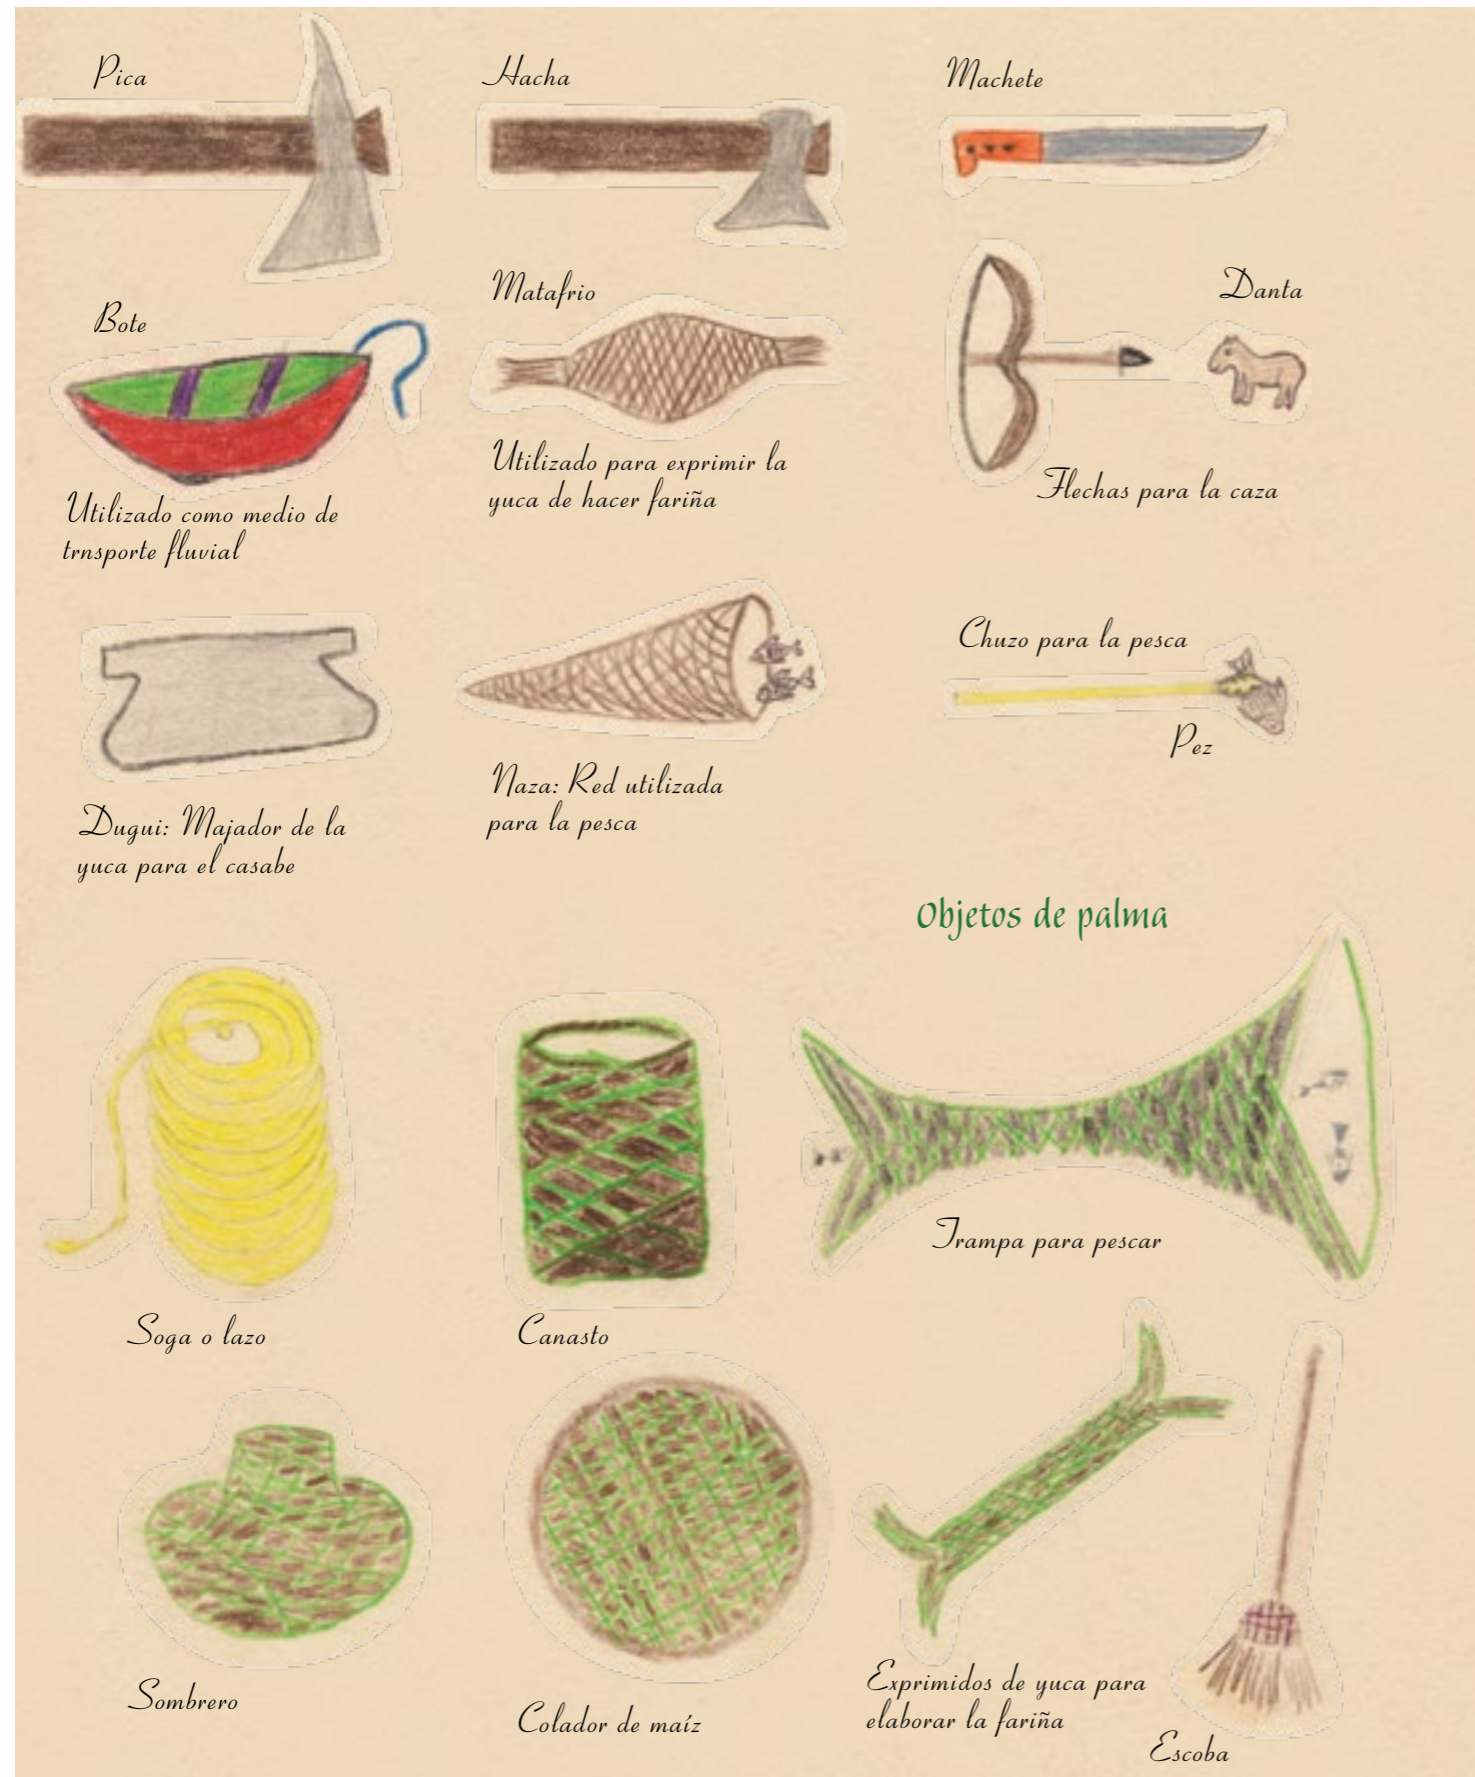 Pica
Hacha
Machete
Bote
Matafrio
Danta
Utilizado para exprimir la
yuca de hacer fariña
Flechas para la caza
Utilizado como medio de
trnsporte fluvial
Chuzo para la pesca
Pez
Naza: Red utilizada
para la pesca
Dugui: Majador de la
yuca para el casabe
Objetos de palma
Trampa para pescar
Soga o lazo
Canasto
Sombrero
Colador de maíz
Exprimidos de yuca para
elaborar la fariña
Escoba